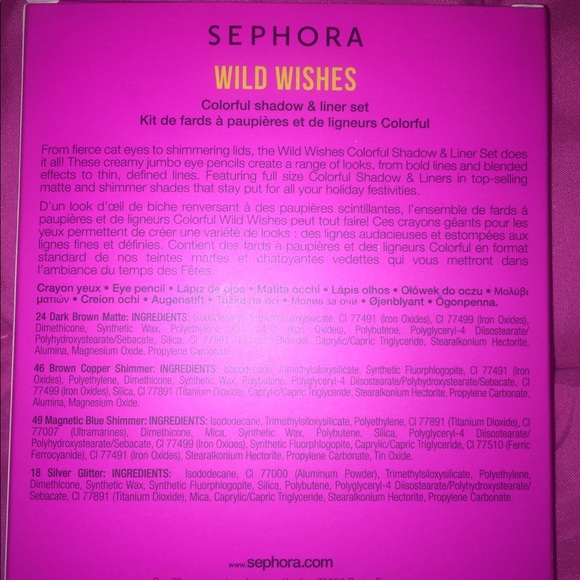 SEPHORA
WILD WISHES
Colorful shadow & liner set
Kit de fards à paupières et de ligneurs Colorful
From fierce cat eyes to shimmering lids, the Wild Wishes Colorful Shadow & Liner Set does
it all! These creamy jumbo eye pencils create a range of looks, from bold lines and blended
effects to thin, defined lines. Featuring full size Colorful Shadow & Liners in top-selling
matte and shimmer shades that stay put for all your holiday festivities.
D'un look d'œil de biche renversant à des paupières scintillantes, l'ensemble de fards à
paupières et de ligneurs Colorful Wild Wishes peut tout faire! Ces crayons géants pour les
yeux permettent de créer une variété de looks : des lignes audacieuses et estompées aux
lignes fines et définies. Contient des fards à paupières et des ligneurs Colorful en format
standard de nos teintes mattes et chatoyantes vedettes qui vous mettront dans
l'ambiance du temps des Fêtes.
Crayon yeux • Eye pencil • Lápiz de ojos • Matita occhi • Lápis olhos • Ołówek do oczu • Μολύβι
ματιών • Creion ochi • Augenstift • Tužka na oči • Молив за очи • Øjenblyant • Ögonpenna.
24 Dark Brown Matte: INGREDIENTS: Isododecane, Trimethylsiloxysilicate, CI 77491 (Iron Oxides), CI 77499 (Iron Oxides),
Dimethicone, Synthetic Wax, Polyethylene, (Iron Oxides), Polybutene, Polyglyceryl-4 Diisostearate/
Polyhydroxystearate/Sebacate, Silica, CI 77891 (Titanium Dioxide), Caprylic/Capric Triglyceride, Stearalkonium Hectorite,
Alumina, Magnesium Oxide, Propylene Carbonate.
46 Brown Copper Shimmer: INGREDIENTS: Isododecane, Trimethylsiloxysilicate, Synthetic Fluorphlogopite, CI 77491 (Iron
Oxides), Polyethylene, Dimethicone, Synthetic Wax, Polybutene, Polyglyceryl-4 Diisostearate/Polyhydroxystearate/Sebacate, CI
77499 (Iron Oxides), Silica, CI 77891 (Titanium Dioxide), Caprylic/Capric Triglyceride, Stearalkonium Hectorite, Propylene Carbonate,
Alumina, Magnesium Oxide.
49 Magnetic Blue Shimmer: INGREDIENTS: Isododecane, Trimethylsiloxysilicate, Polyethylene, CI 77891 (Titanium Dioxide), CI
77007 (Ultramarines), Dimethicone, Mica, Synthetic Wax, Polybutene, Silica, Polyglyceryl-4 Diisostearate/
Polyhydroxystearate/Sebacate, CI 77499 (Iron Oxides), Synthetic Fluorphlogopite, Caprylic/Capric Triglyceride, CI 77510 (Ferric
Ferrocyanide), CI 77491 (Iron Oxides), Stearalkonium Hectorite, Propylene Carbonate, Tin Oxide.
18 Silver Glitter: INGREDIENTS: Isododecane, CI 77000 (Aluminum Powder), Trimethylsiloxysilicate, Polyethylene,
Dimethicone, Synthetic Wax, Synthetic Fluorphlogopite, Silica, Polybutene, Polyglyceryl-4 Diisostearate/Polyhydroxystearate/
Sebacate, CI 77891 (Titanium Dioxide), Mica, Caprylic/Capric Triglyceride, Stearalkonium Hectorite, Propylene Carbonate.
www.sephora.com